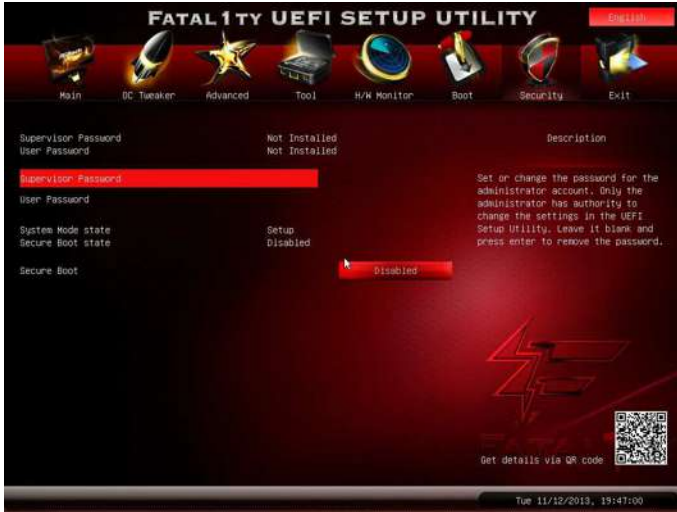 FATAL1TY UEFI SETUP UTILITY
English
Main OC Tweaker Advanced Tool H/W Monitor Boot Security Exit
Supervisor Password Not Installed
User Password Not Installed
Description
Supervisor Password
User Password
System Mode state Setup
Secure Boot state Disabled
Secure Boot Disabled
Set or change the password for the
administrator account. Only the
administrator has authority to
change the settings in the UEFI
Setup Utility. Leave it blank and
press enter to remove the password.
Get details via QR code
Tue 11/12/2013, 19:47:00